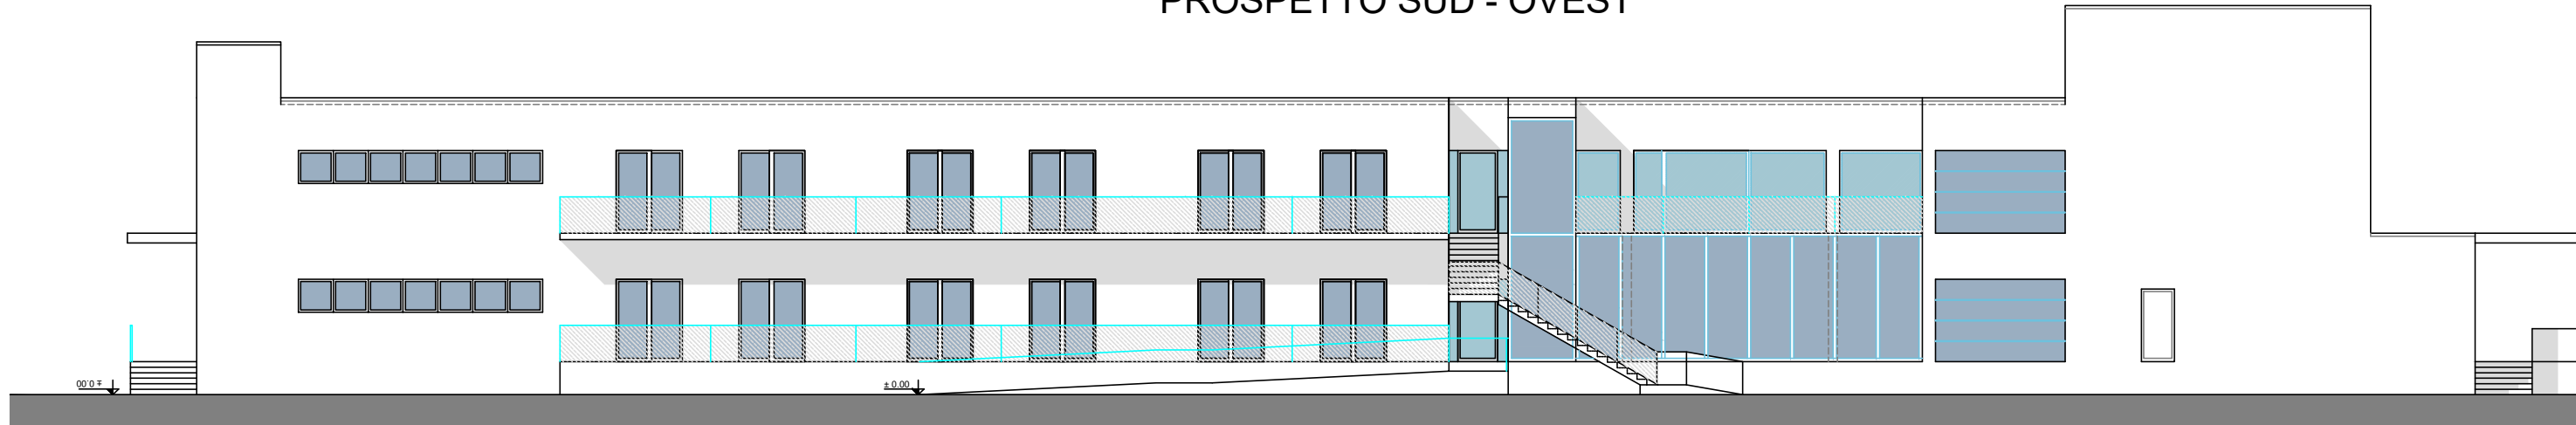 PROSPETTO SUD - OVEST
± 0.00
± 0.00